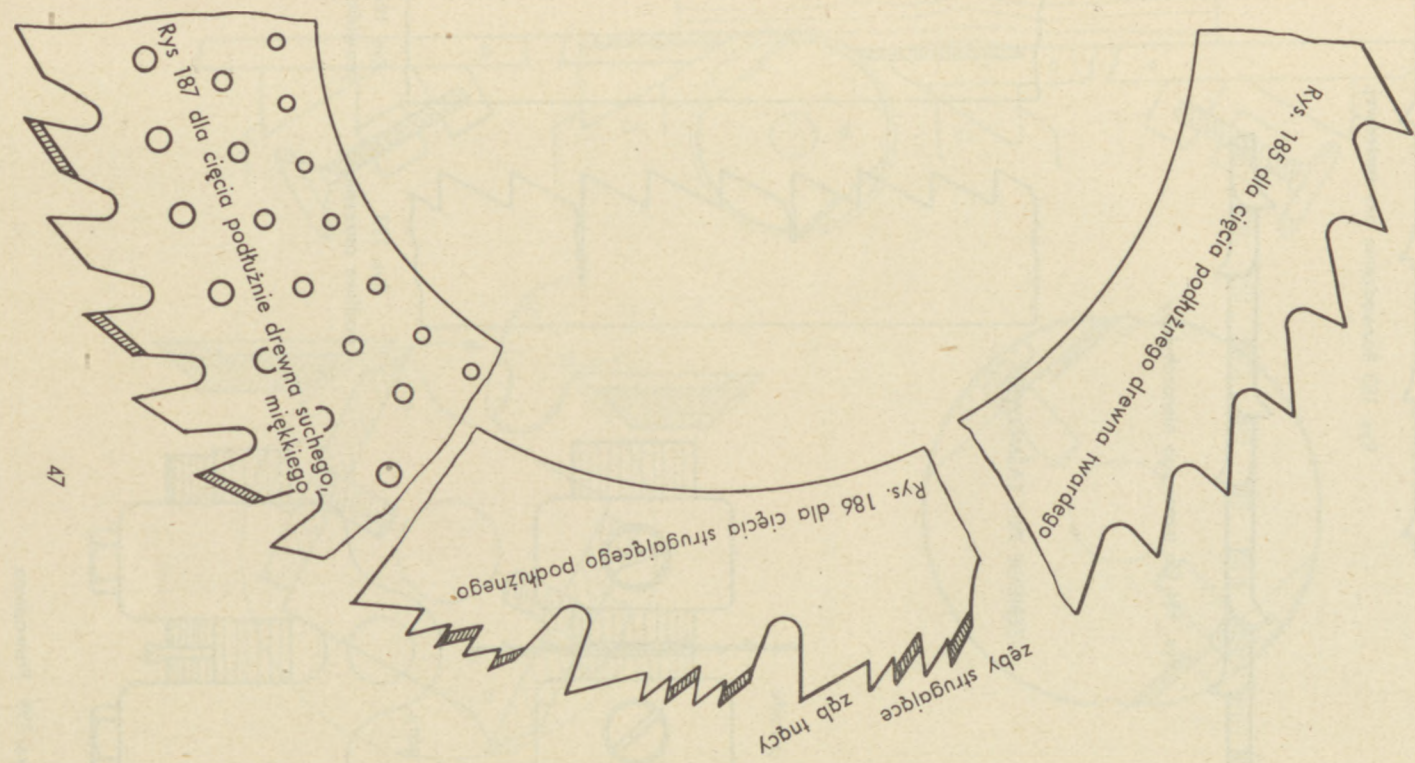 Rys. 185 dla cięcia podłużnego drewna twardego
Rys. 186 dla cięcia strugającego podłużnego
zęby strugające
ząb tnący
Rys 187 dla cięcia podłużnie drewna suchego,
miękkiego
47